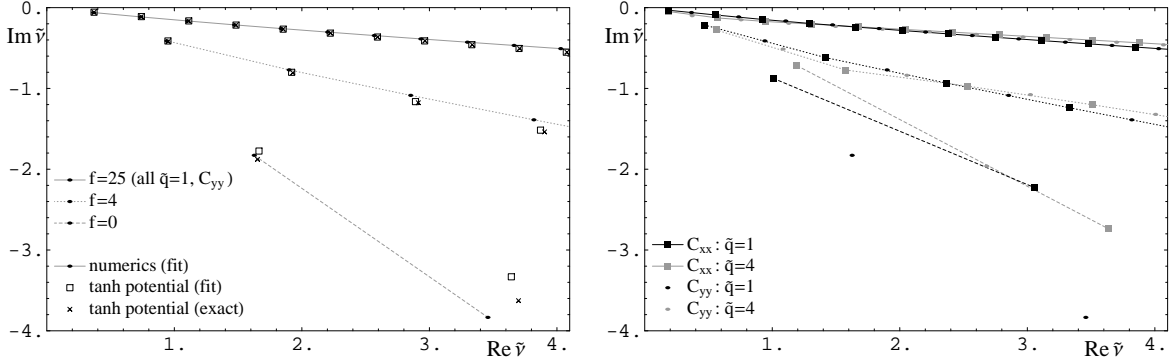 0.
Im ν̃
-1.
-2.
f=25 (all q̃=1, C_yy)
f=4
f=0
-3.
numerics (fit)
tanh potential (fit)
tanh potential (exact)
-4.
1.
2.
3.
Re ν̃
4.
0.
Im ν̃
-1.
-2.
-3.
C_xx: q̃=1
C_xx: q̃=4
C_yy: q̃=1
C_yy: q̃=4
-4.
1.
2.
3.
Re ν̃
4.